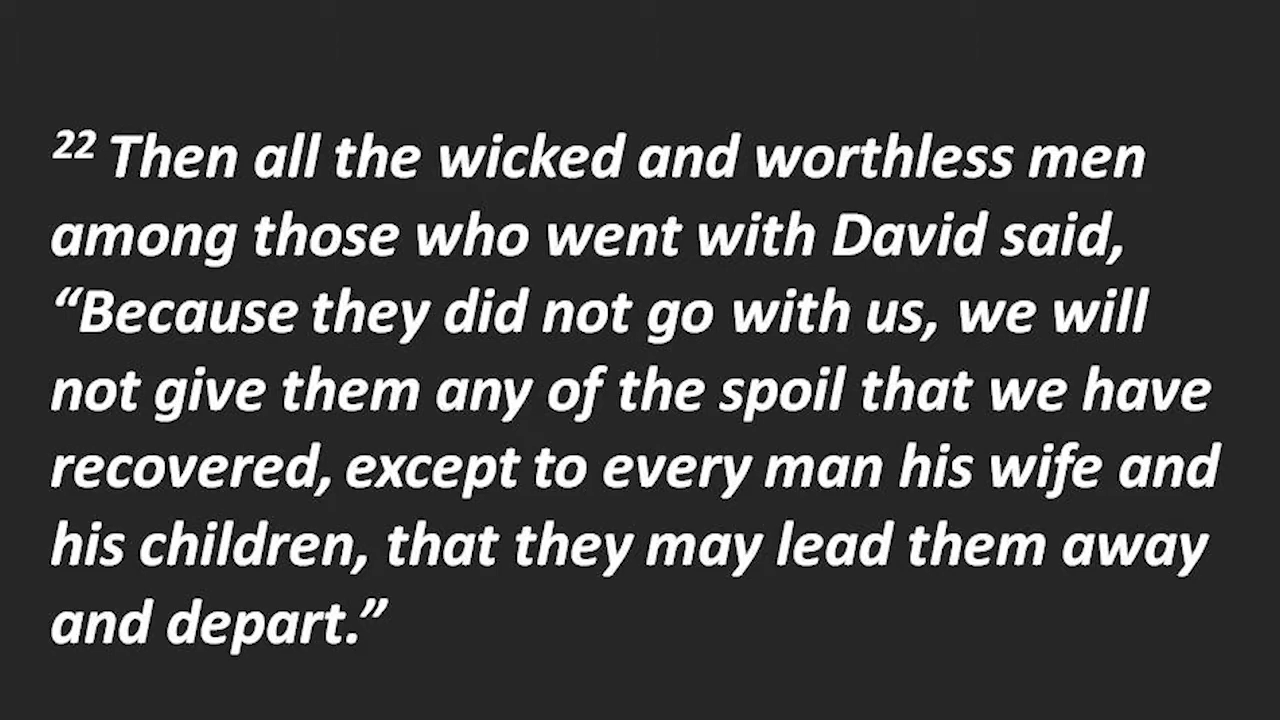 22 Then all the wicked and worthless men
among those who went with David said,
“Because they did not go with us, we will
not give them any of the spoil that we have
recovered, except to every man his wife and
his children, that they may lead them away
and depart.”